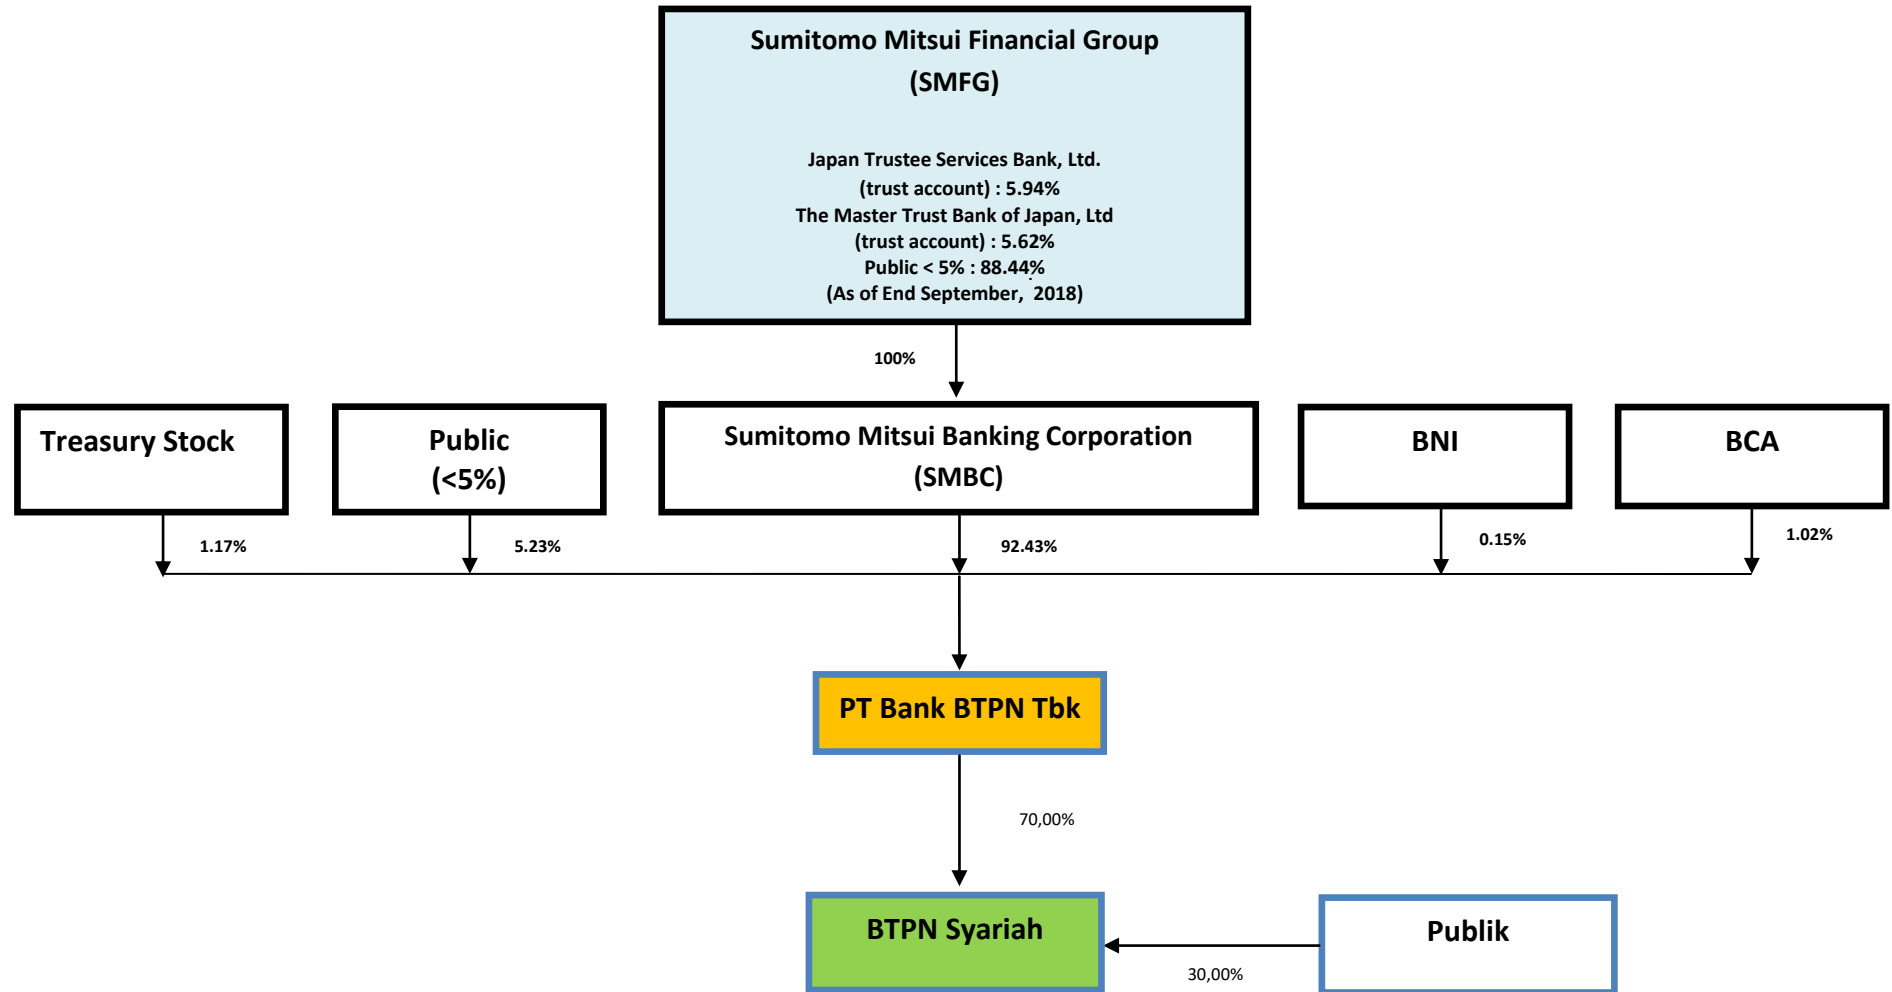 Sumitomo Mitsui Financial Group
(SMFG)
Japan Trustee Services Bank, Ltd.
(trust account) : 5.94%
The Master Trust Bank of Japan, Ltd
(trust account) : 5.62%
Public < 5% : 88.44%
(As of End September, 2018)
100%
Treasury Stock
Public
(<5%)
Sumitomo Mitsui Banking Corporation
(SMBC)
BNI
BCA
1.17%
5.23%
92.43%
0.15%
1.02%
PT Bank BTPN Tbk
70,00%
BTPN Syariah
Publik
30,00%